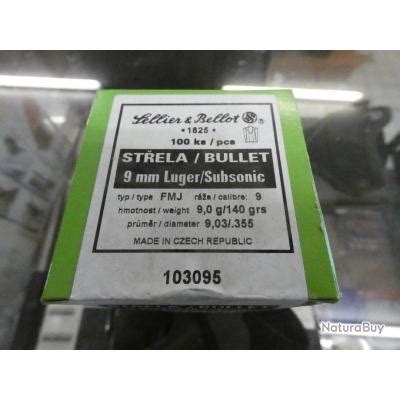 Sellier & Bellot S&B
• 1825 •
100 ks / pcs
STŘELA / BULLET
9 mm Luger/Subsonic
typ / type FMJ ráže / calibre: 9
hmotnost / weight 9,0 g/140 grs
průměr / diameter 9,03/.355
MADE IN CZECH REPUBLIC
103095
NaturaBuy